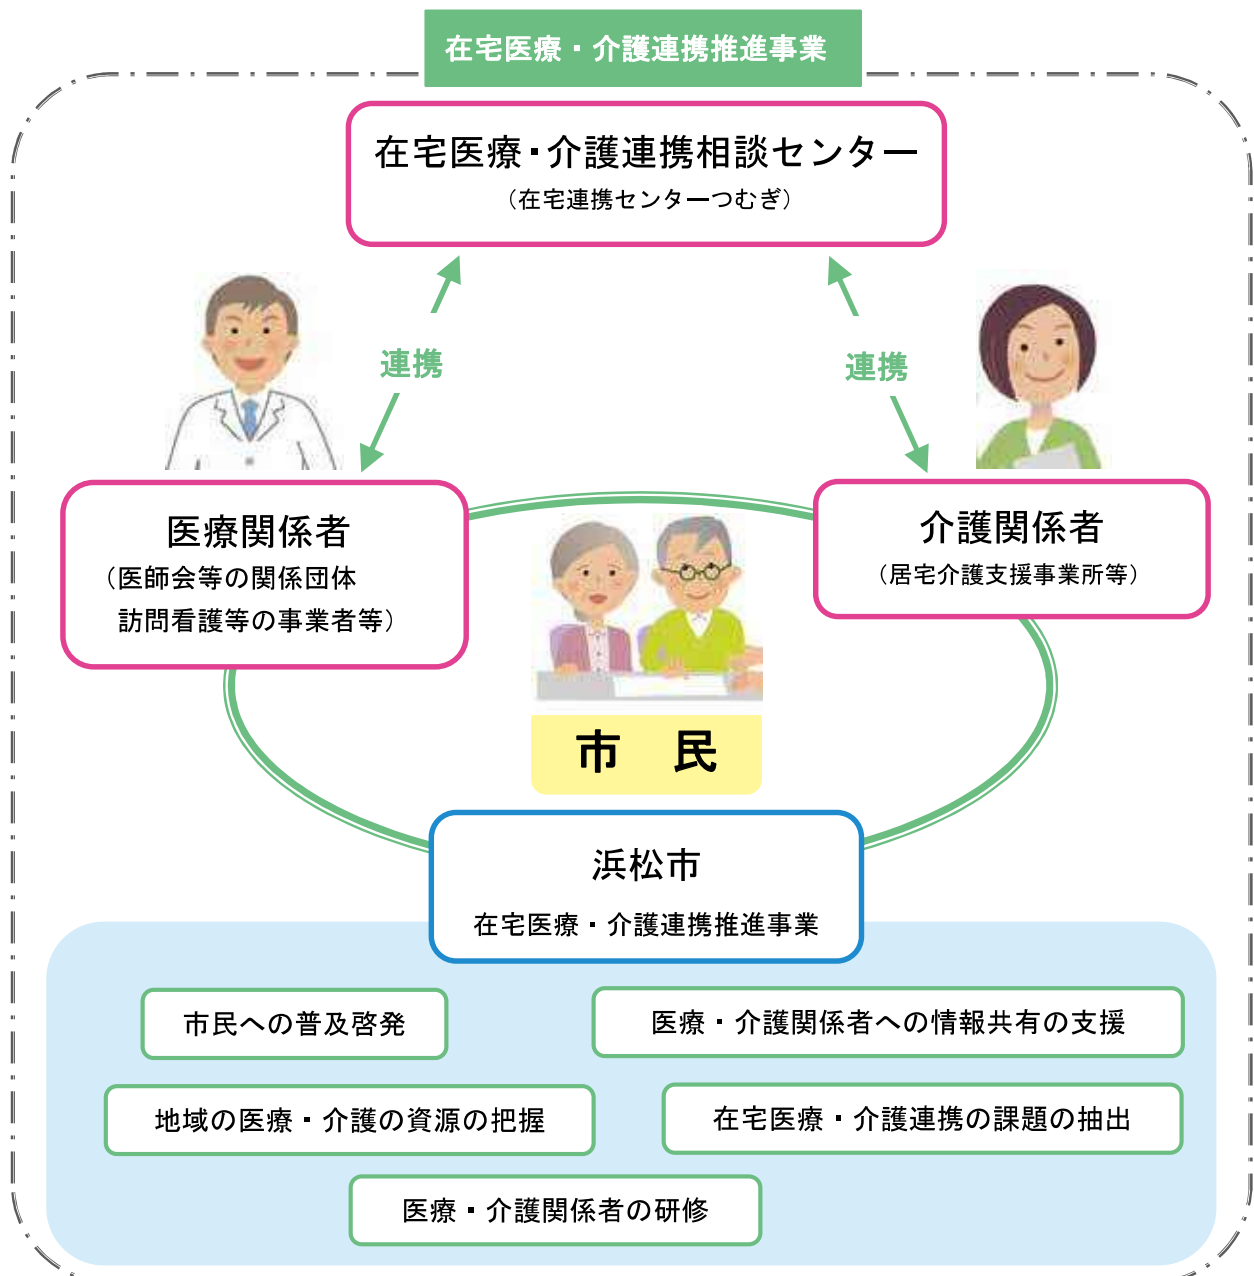 在宅医療・介護連携推進事業
在宅医療・介護連携相談センター
（在宅連携センターつむぎ）
連携
連携
医療関係者
（医師会等の関係団体
訪問看護等の事業者等）
介護関係者
（居宅介護支援事業所等）
市　民
浜松市
在宅医療・介護連携推進事業
市民への普及啓発
医療・介護関係者への情報共有の支援
地域の医療・介護の資源の把握
在宅医療・介護連携の課題の抽出
医療・介護関係者の研修